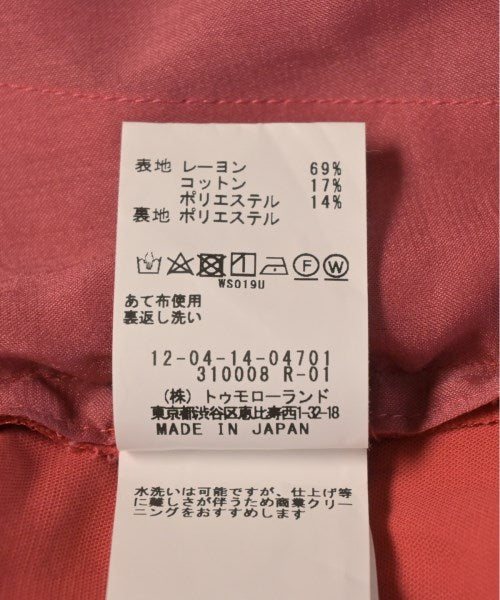 表地 レーヨン 69%
コットン 17%
ポリエステル 14%
裏地 ポリエステル
F W
WS019U
あて布使用
裏返し洗い
12-04-14-04701
310008 R-01
(株) トゥモローランド
東京都渋谷区恵比寿西1-32-18
MADE IN JAPAN
水洗いは可能ですが、仕上げ等
に難しさが伴うため商業クリー
ニングをおすすめします